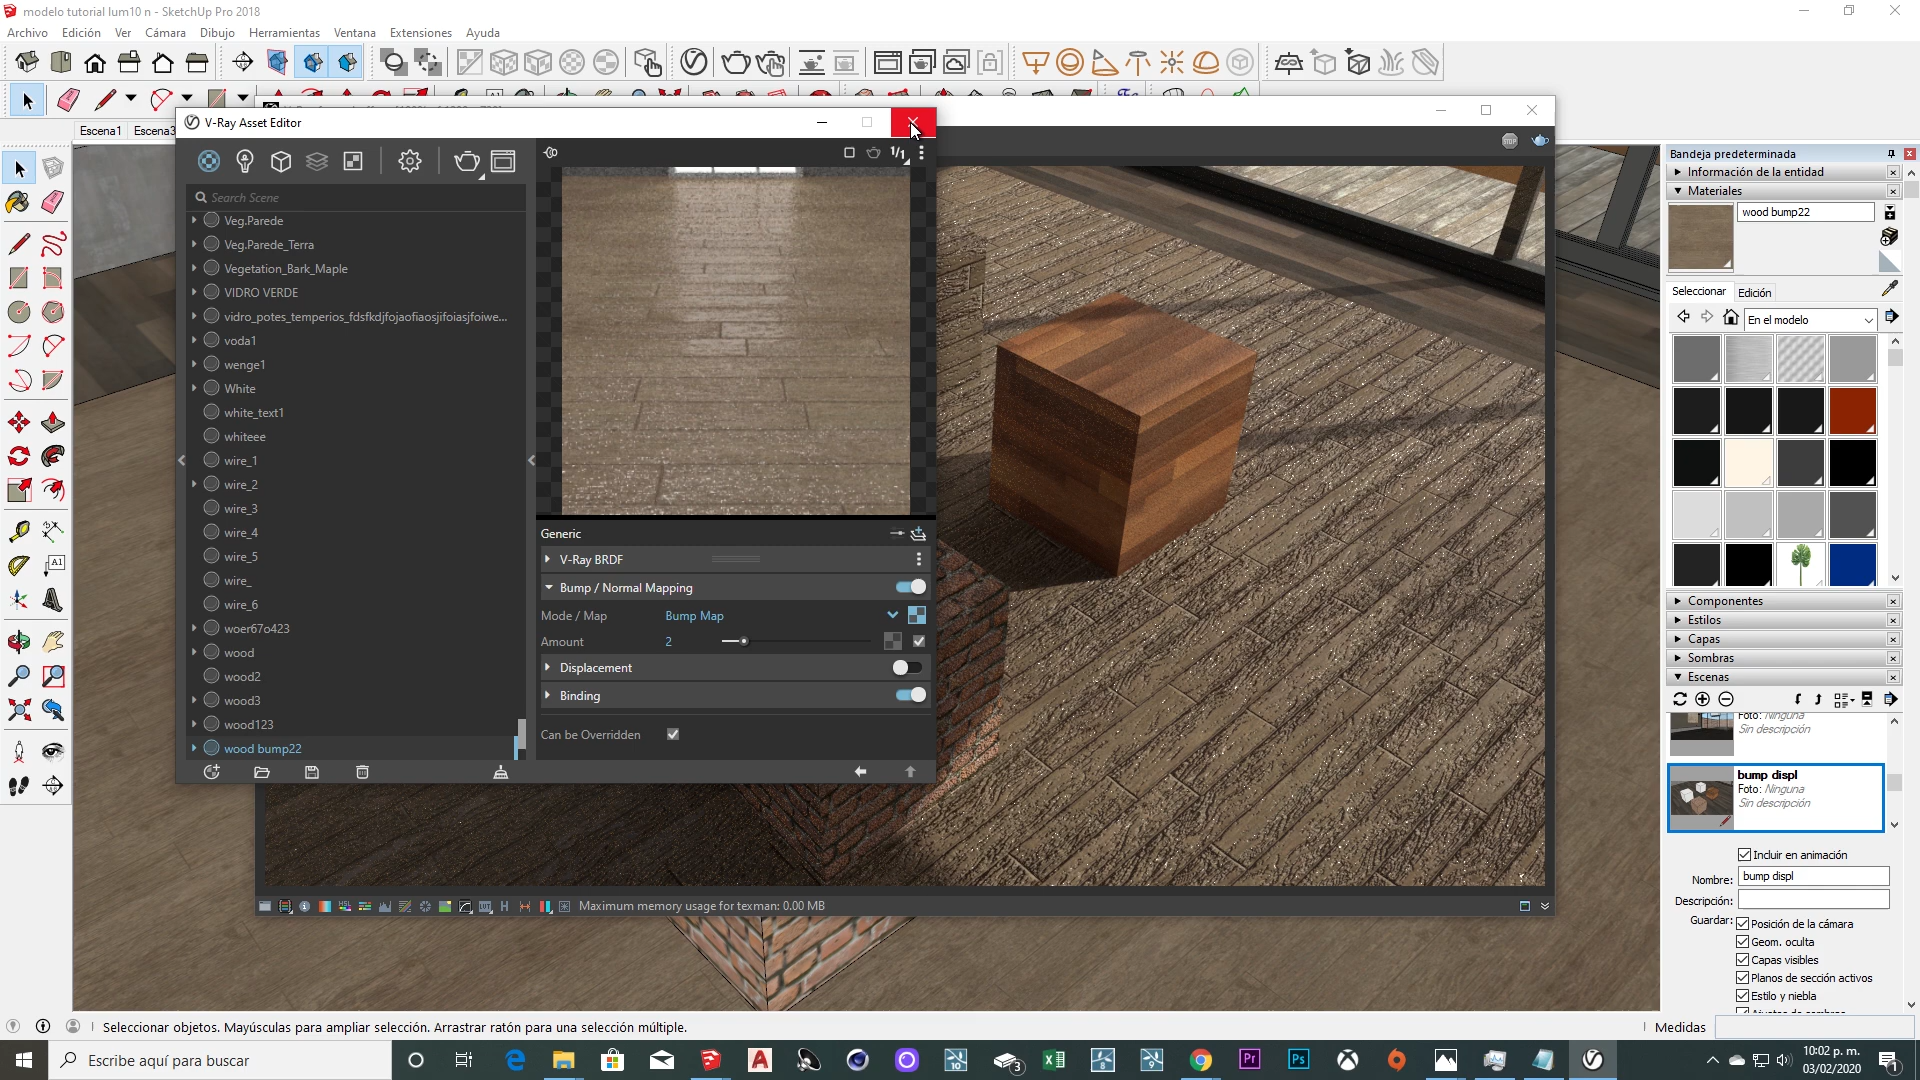 modelo tutorial lum10 n - SketchUp Pro 2018
Archivo Edición Ver Cámara Dibujo Herramientas Ventana Extensiones Ayuda
Escena1 Escena3
V-Ray Asset Editor
Search Scene
Veg.Parede
Veg.Parede_Terra
Vegetation_Bark_Maple
VIDRO VERDE
vidro_potes_temperios_fdsfkdjfojaofiaosjifoiasjfoiwe...
voda1
wenge1
White
white_text1
whiteee
wire_1
wire_2
wire_3
wire_4
wire_5
wire_
wire_6
woer67o423
wood
wood2
wood3
wood123
wood bump22
1/1
Generic
V-Ray BRDF
Bump / Normal Mapping
Mode / Map Bump Map
Amount 2
Displacement
Binding
Can be Overridden
STOP
Maximum memory usage for texman: 0.00 MB
Bandeja predeterminada
Información de la entidad
Materiales
wood bump22
Seleccionar Edición
En el modelo
Componentes
Estilos
Capas
Sombras
Escenas
Foto: Ninguna
Sin descripción
bump displ
Foto: Ninguna
Sin descripción
Incluir en animación
Nombre: bump displ
Descripción:
Guardar: Posición de la cámara
Geom. oculta
Capas visibles
Planos de sección activos
Estilo y niebla
Seleccionar objetos. Mayúsculas para ampliar selección. Arrastrar ratón para una selección múltiple.
Medidas
Escribe aquí para buscar
10:02 p. m.
03/02/2020